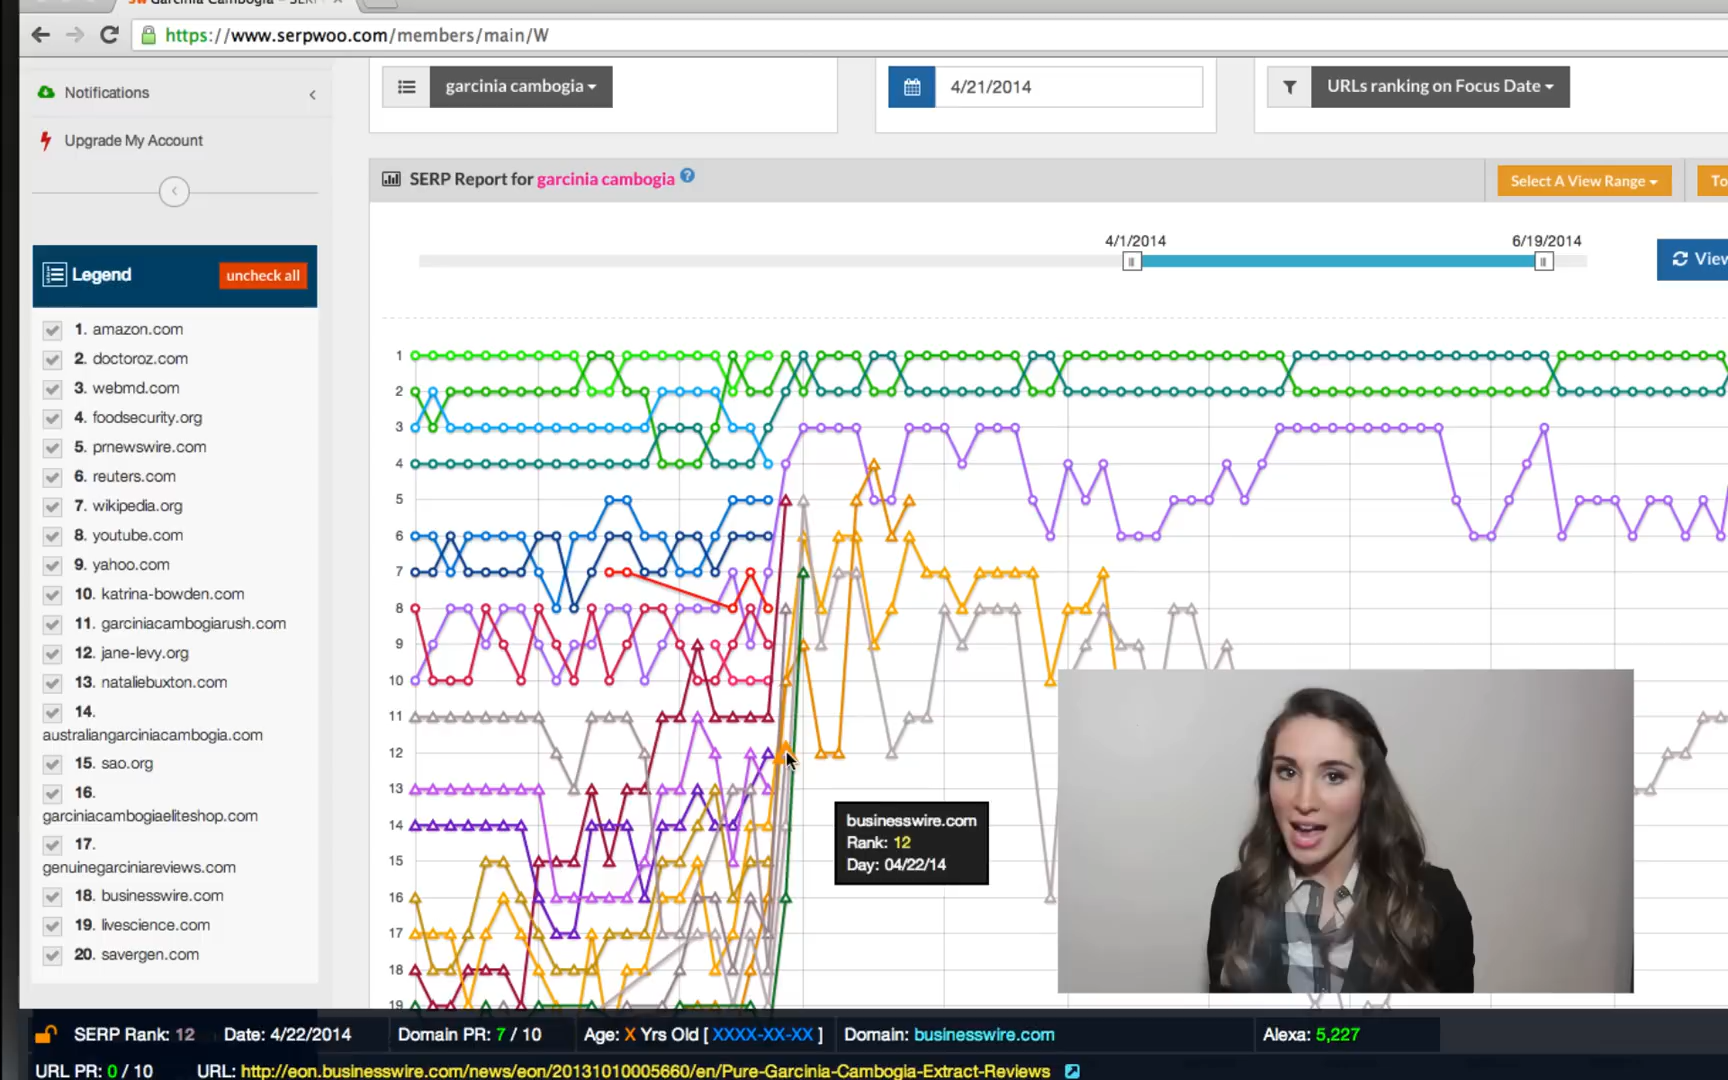 Garcinia Cambogia – SERP
https://www.serpwoo.com/members/main/W
Notifications
Upgrade My Account
garcinia cambogia
4/21/2014
URLs ranking on Focus Date
SERP Report for garcinia cambogia ?
Select A View Range
To
4/1/2014
6/19/2014
View
Legend
uncheck all
1. amazon.com
2. doctoroz.com
3. webmd.com
4. foodsecurity.org
5. prnewswire.com
6. reuters.com
7. wikipedia.org
8. youtube.com
9. yahoo.com
10. katrina-bowden.com
11. garciniacambogiarush.com
12. jane-levy.org
13. nataliebuxton.com
14.
australiangarciniacambogia.com
15. sao.org
16.
garciniacambogiaeliteshop.com
17.
genuinegarciniareviews.com
18. businesswire.com
19. livescience.com
20. savergen.com
1
2
3
4
5
6
7
8
9
10
11
12
13
14
15
16
17
18
19
businesswire.com
Rank: 12
Day: 04/22/14
SERP Rank: 12 Date: 4/22/2014 Domain PR: 7 / 10 Age: X Yrs Old [ XXXX-XX-XX ] Domain: businesswire.com Alexa: 5,227
URL PR: 0 / 10 URL: http://eon.businesswire.com/news/eon/20131010005660/en/Pure-Garcinia-Cambogia-Extract-Reviews